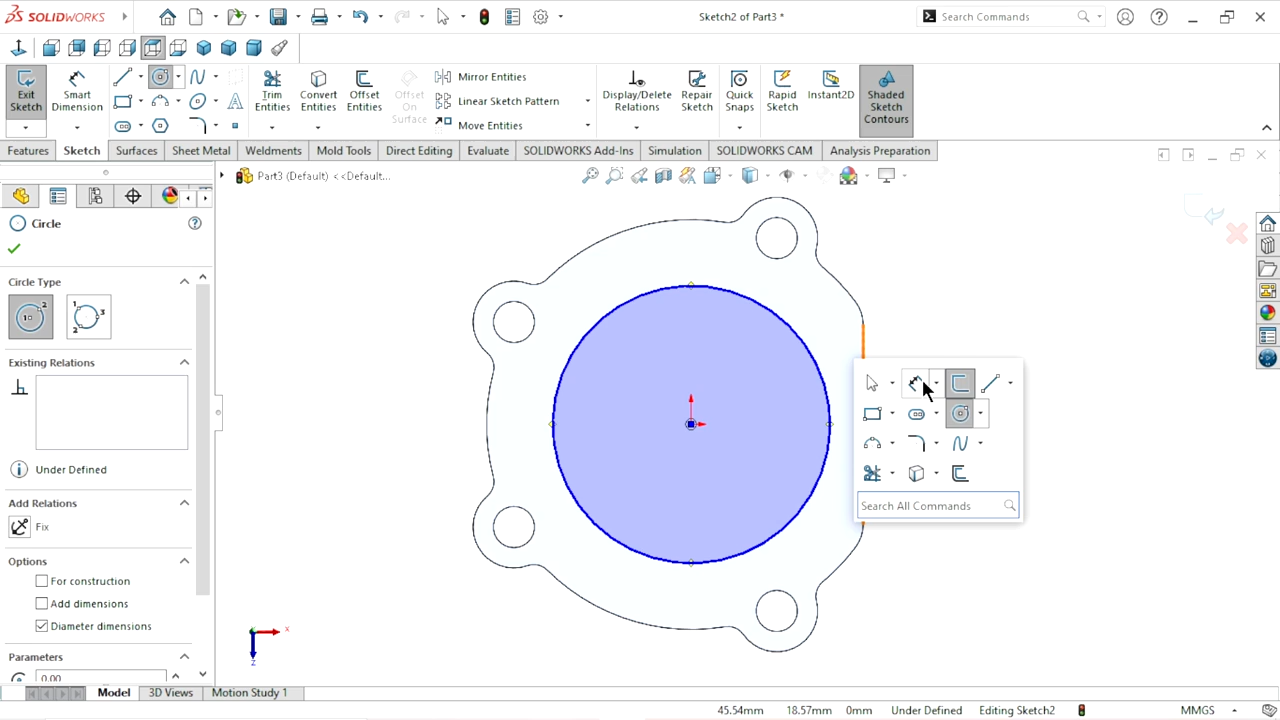 SOLIDWORKS
Sketch2 of Part3 *
Search Commands
Exit Sketch
Smart Dimension
Trim Entities
Convert Entities
Offset Entities
Offset On Surface
Mirror Entities
Linear Sketch Pattern
Move Entities
Display/Delete Relations
Repair Sketch
Quick Snaps
Rapid Sketch
Instant2D
Shaded Sketch Contours
Features
Sketch
Surfaces
Sheet Metal
Weldments
Mold Tools
Direct Editing
Evaluate
SOLIDWORKS Add-Ins
Simulation
SOLIDWORKS CAM
Analysis Preparation
Part3 (Default) <<Default...
Circle
Circle Type
Existing Relations
Under Defined
Add Relations
Fix
Options
For construction
Add dimensions
Diameter dimensions
Parameters
0.00
Search All Commands
x
z
Model
3D Views
Motion Study 1
45.54mm
18.57mm
0mm
Under Defined
Editing Sketch2
MMGS